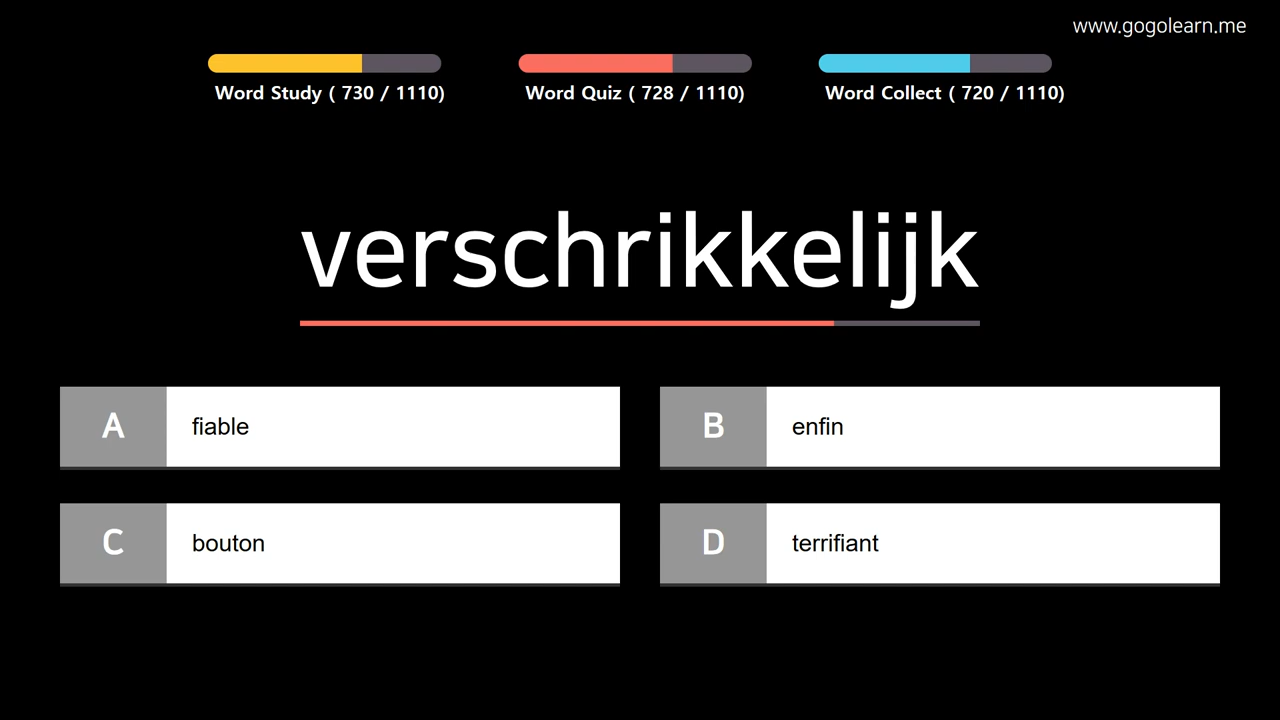 www.gogolearn.me
Word Study ( 730 / 1110)
Word Quiz ( 728 / 1110)
Word Collect ( 720 / 1110)
verschrikkelijk
A
fiable
B
enfin
C
bouton
D
terrifiant